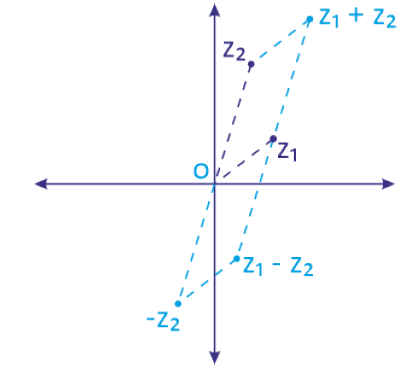 Z₁ + Z₂
Z₂
Z₁
O
Z₁ - Z₂
-Z₂